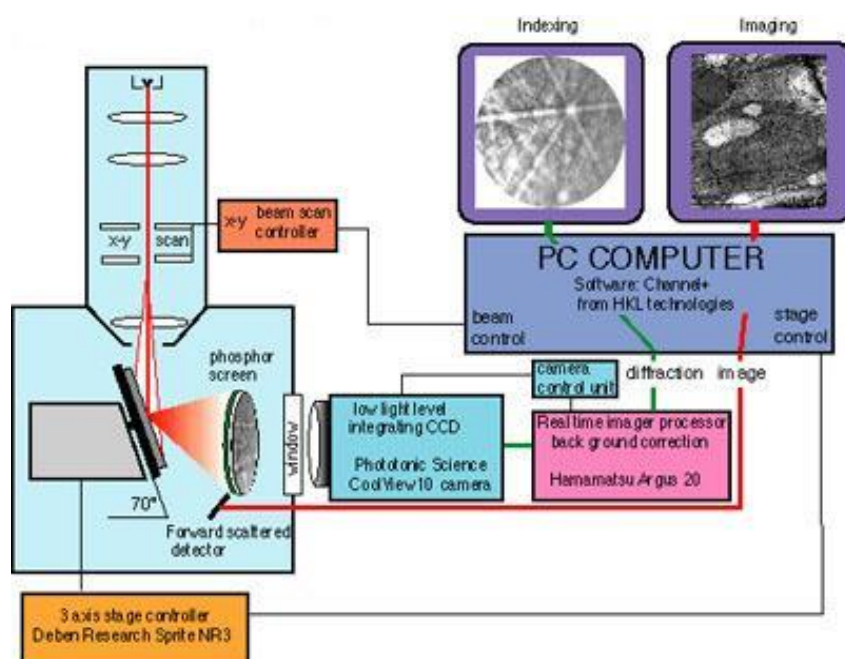 Indexing
Imaging
x-y
scan
x-y
beam scan
controller
PC COMPUTER
Software: Channel+
from HKL technologies
beam
control
stage
control
phosphor
screen
window
low light level
integrating CCD
Phototonic Science
CoolView10 camera
camera
control unit
diffraction
image
Real time imager processor
back ground correction
Hamamatsu Argus 20
70°
Forward scattered
detector
3 axis stage controller
Deben Research Sprite NR3